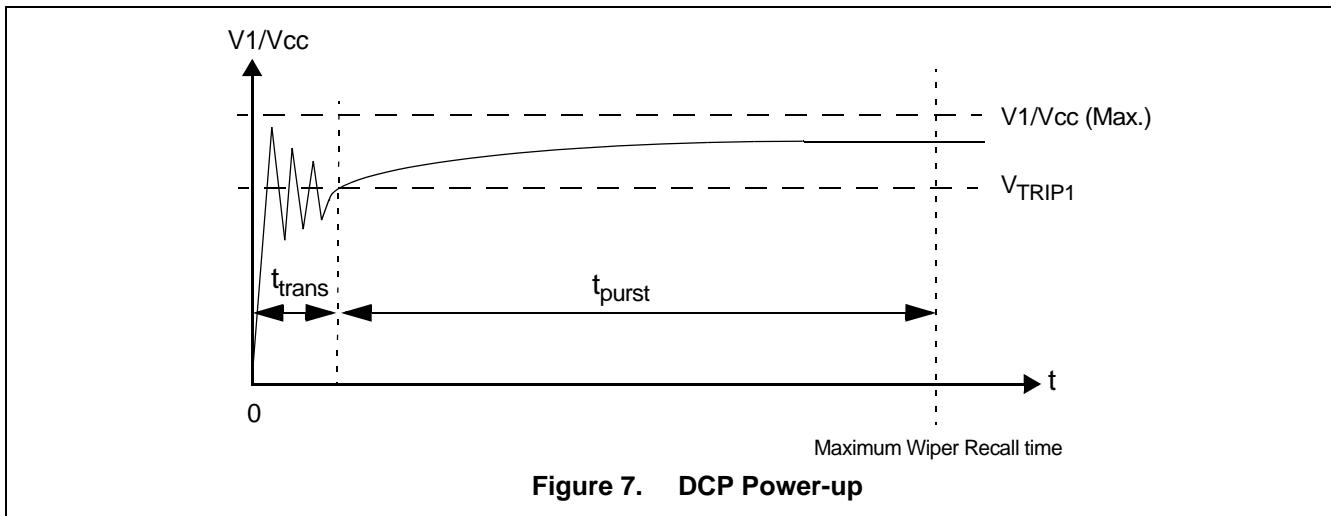 V1/Vcc
V1/Vcc (Max.)
VTRIP1
ttrans
tpurst
t
0
Maximum Wiper Recall time
Figure 7. DCP Power-up